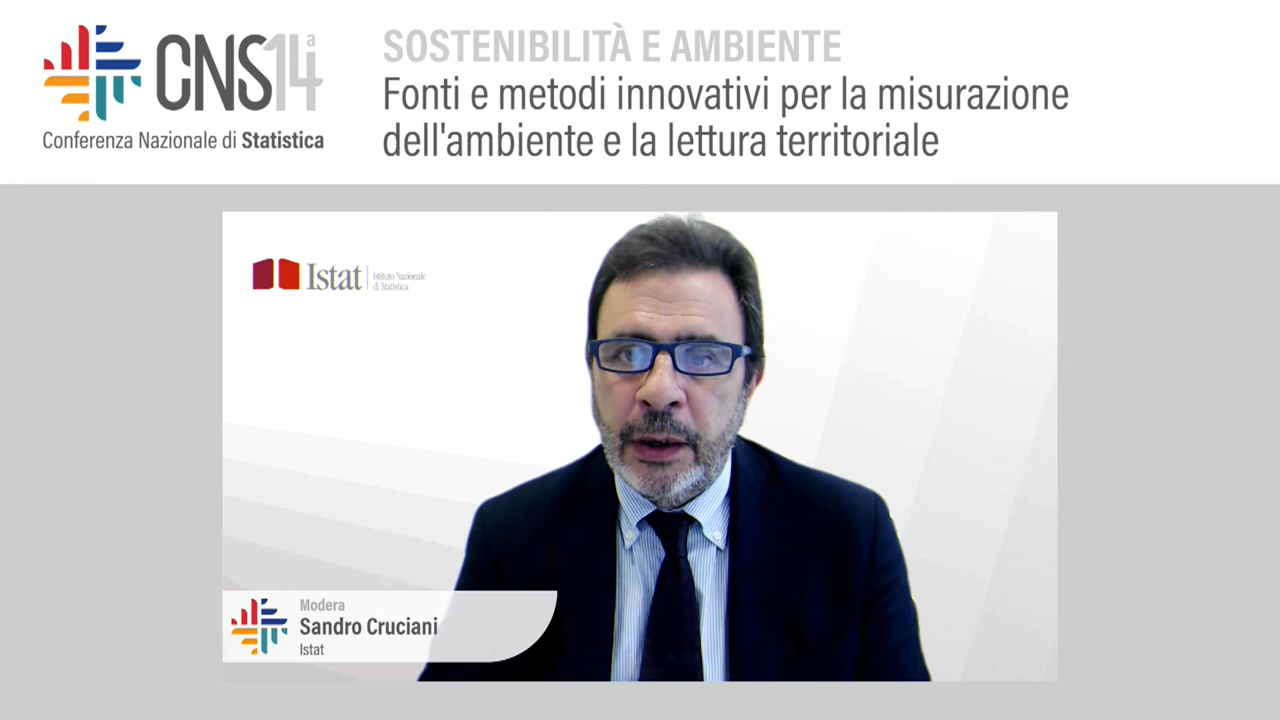 CNS14a
Conferenza Nazionale di Statistica
SOSTENIBILITÀ E AMBIENTE
Fonti e metodi innovativi per la misurazione
dell'ambiente e la lettura territoriale
Istat
Istituto Nazionale
di Statistica
Modera
Sandro Cruciani
Istat